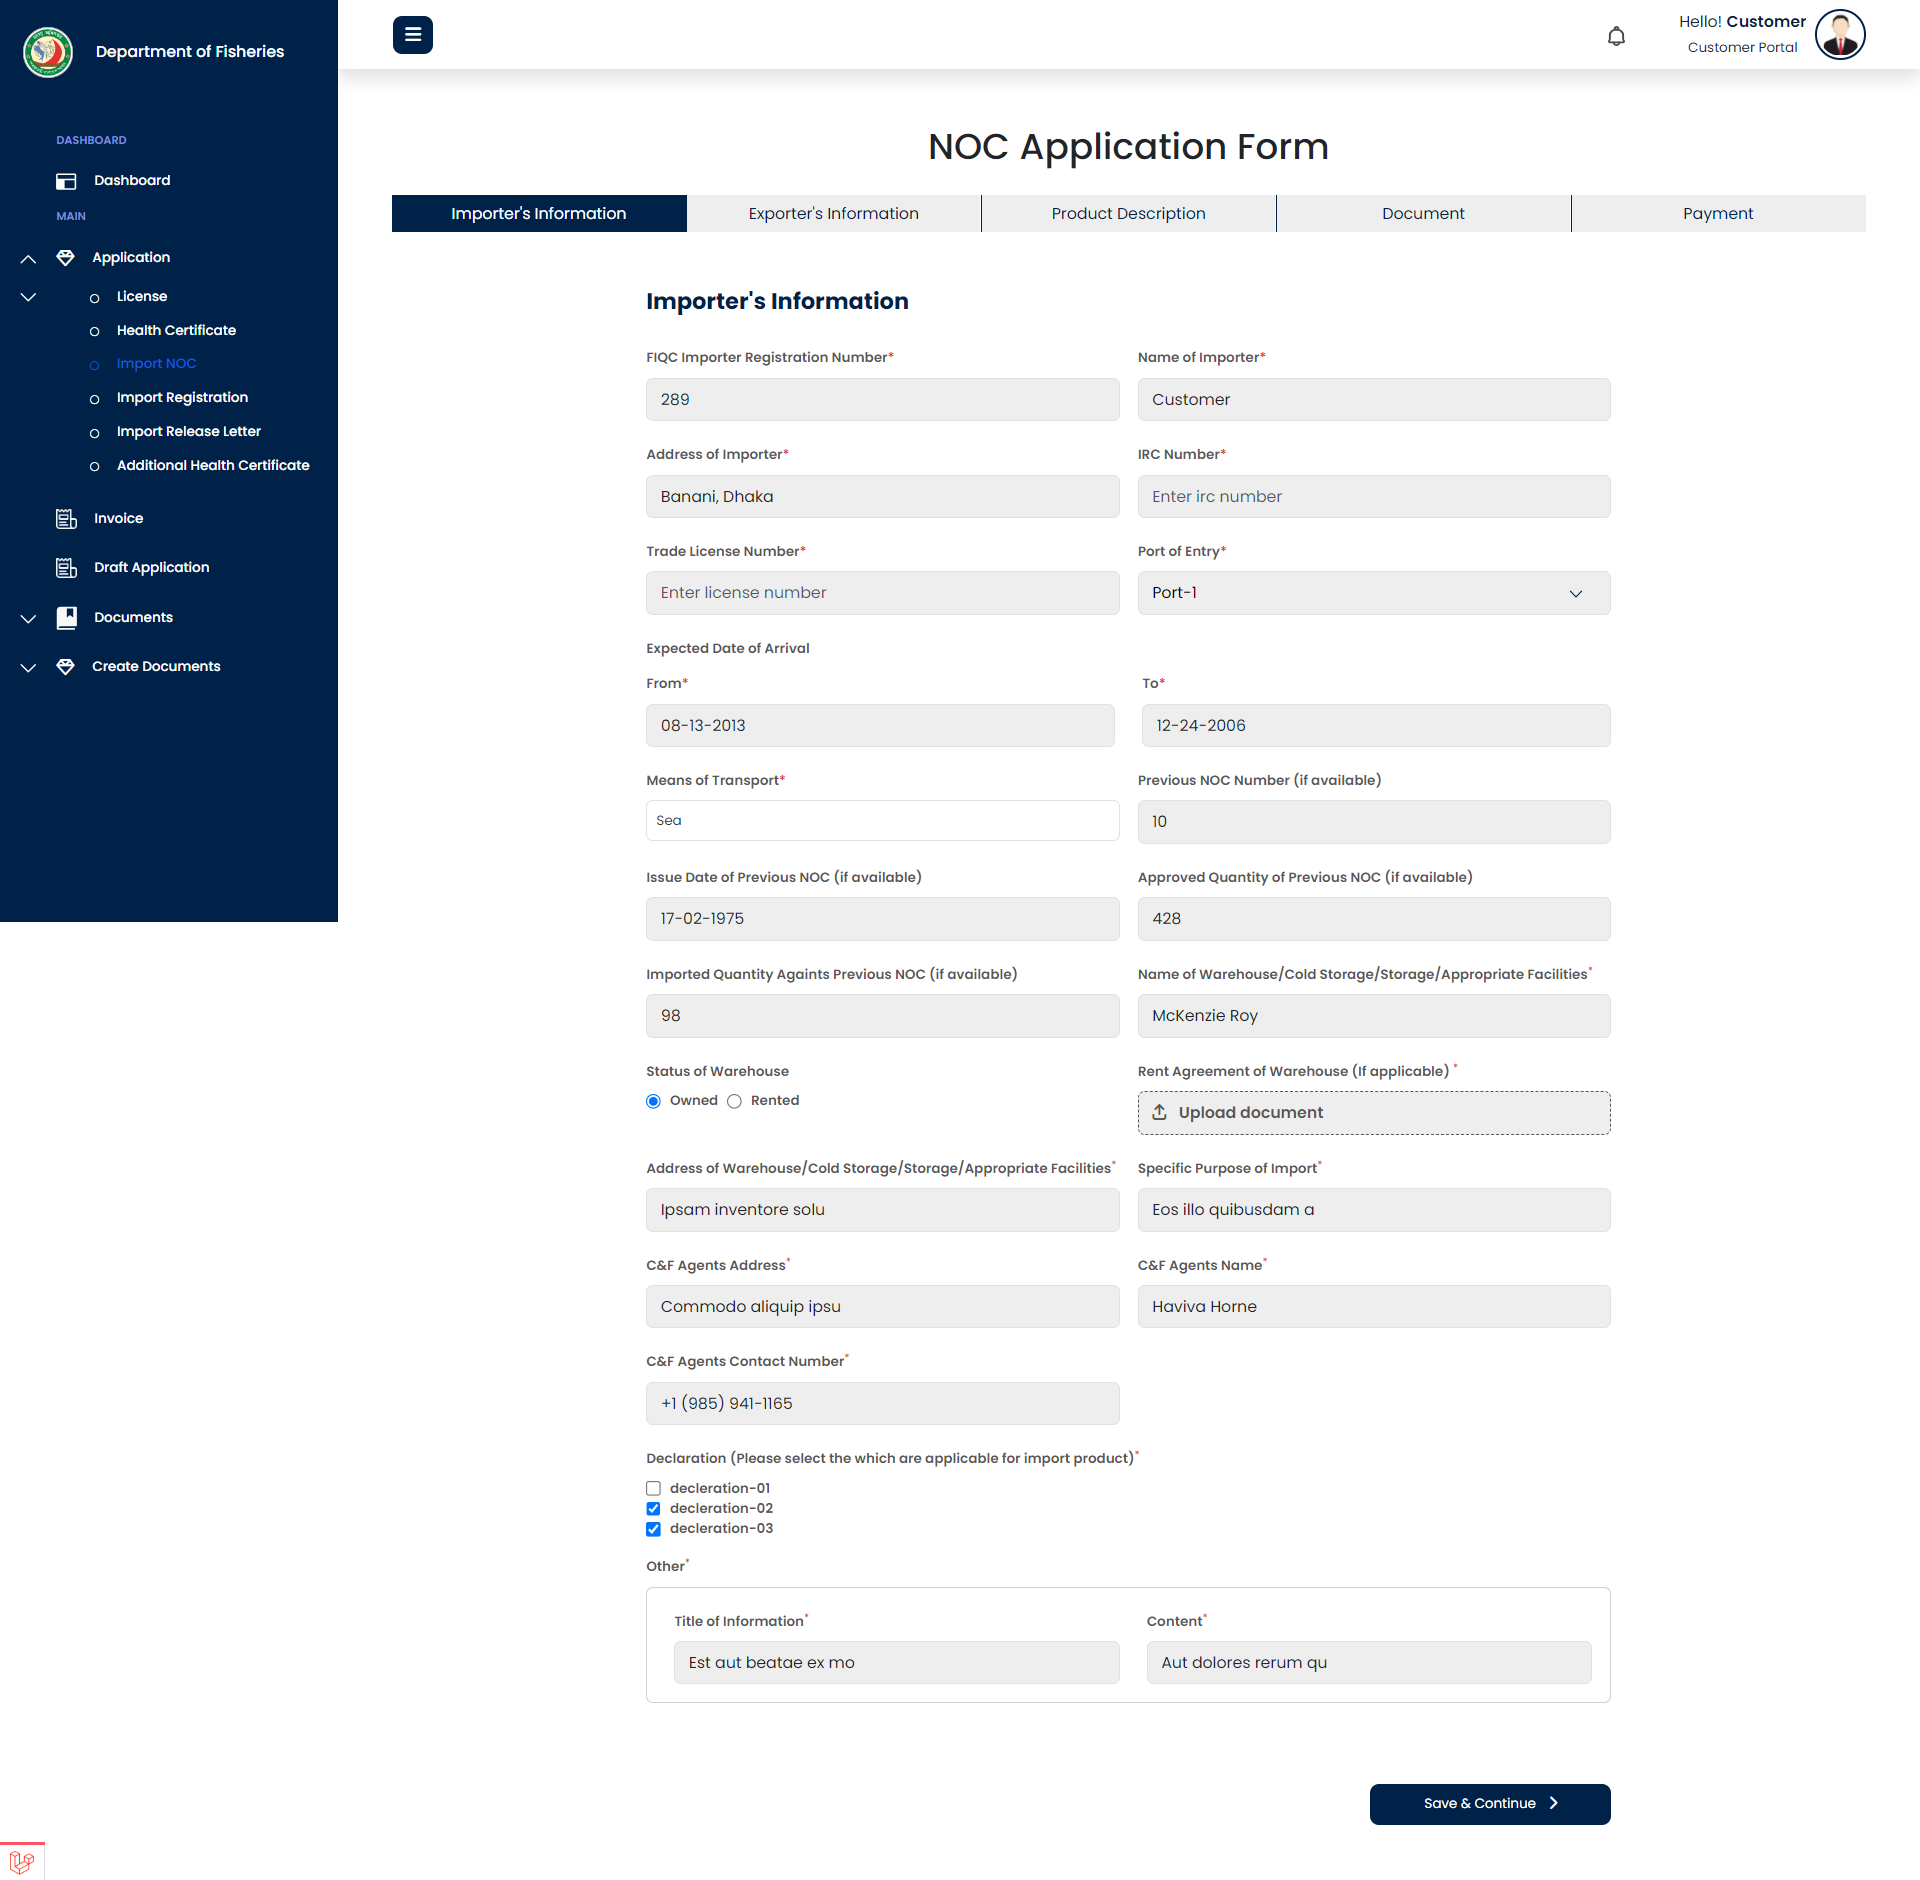 Department of Fisheries
Hello! Customer
Customer Portal
DASHBOARD
Dashboard
MAIN
Application
License
Health Certificate
Import NOC
Import Registration
Import Release Letter
Additional Health Certificate
Invoice
Draft Application
Documents
Create Documents
NOC Application Form
Importer's Information
Exporter's Information
Product Description
Document
Payment
Importer's Information
FIQC Importer Registration Number*
Name of Importer*
289
Customer
Address of Importer*
IRC Number*
Banani, Dhaka
Enter irc number
Trade License Number*
Port of Entry*
Enter license number
Port-1
Expected Date of Arrival
From*
To*
08-13-2013
12-24-2006
Means of Transport*
Previous NOC Number (if available)
Sea
10
Issue Date of Previous NOC (if available)
Approved Quantity of Previous NOC (if available)
17-02-1975
428
Imported Quantity Againts Previous NOC (if available)
Name of Warehouse/Cold Storage/Storage/Appropriate Facilities*
98
McKenzie Roy
Status of Warehouse
Rent Agreement of Warehouse (If applicable) *
Owned
Rented
Upload document
Address of Warehouse/Cold Storage/Storage/Appropriate Facilities*
Specific Purpose of Import*
Ipsam inventore solu
Eos illo quibusdam a
C&F Agents Address*
C&F Agents Name*
Commodo aliquip ipsu
Haviva Horne
C&F Agents Contact Number*
+1 (985) 941-1165
Declaration (Please select the which are applicable for import product)*
decleration-01
decleration-02
decleration-03
Other*
Title of Information*
Content*
Est aut beatae ex mo
Aut dolores rerum qu
Save & Continue